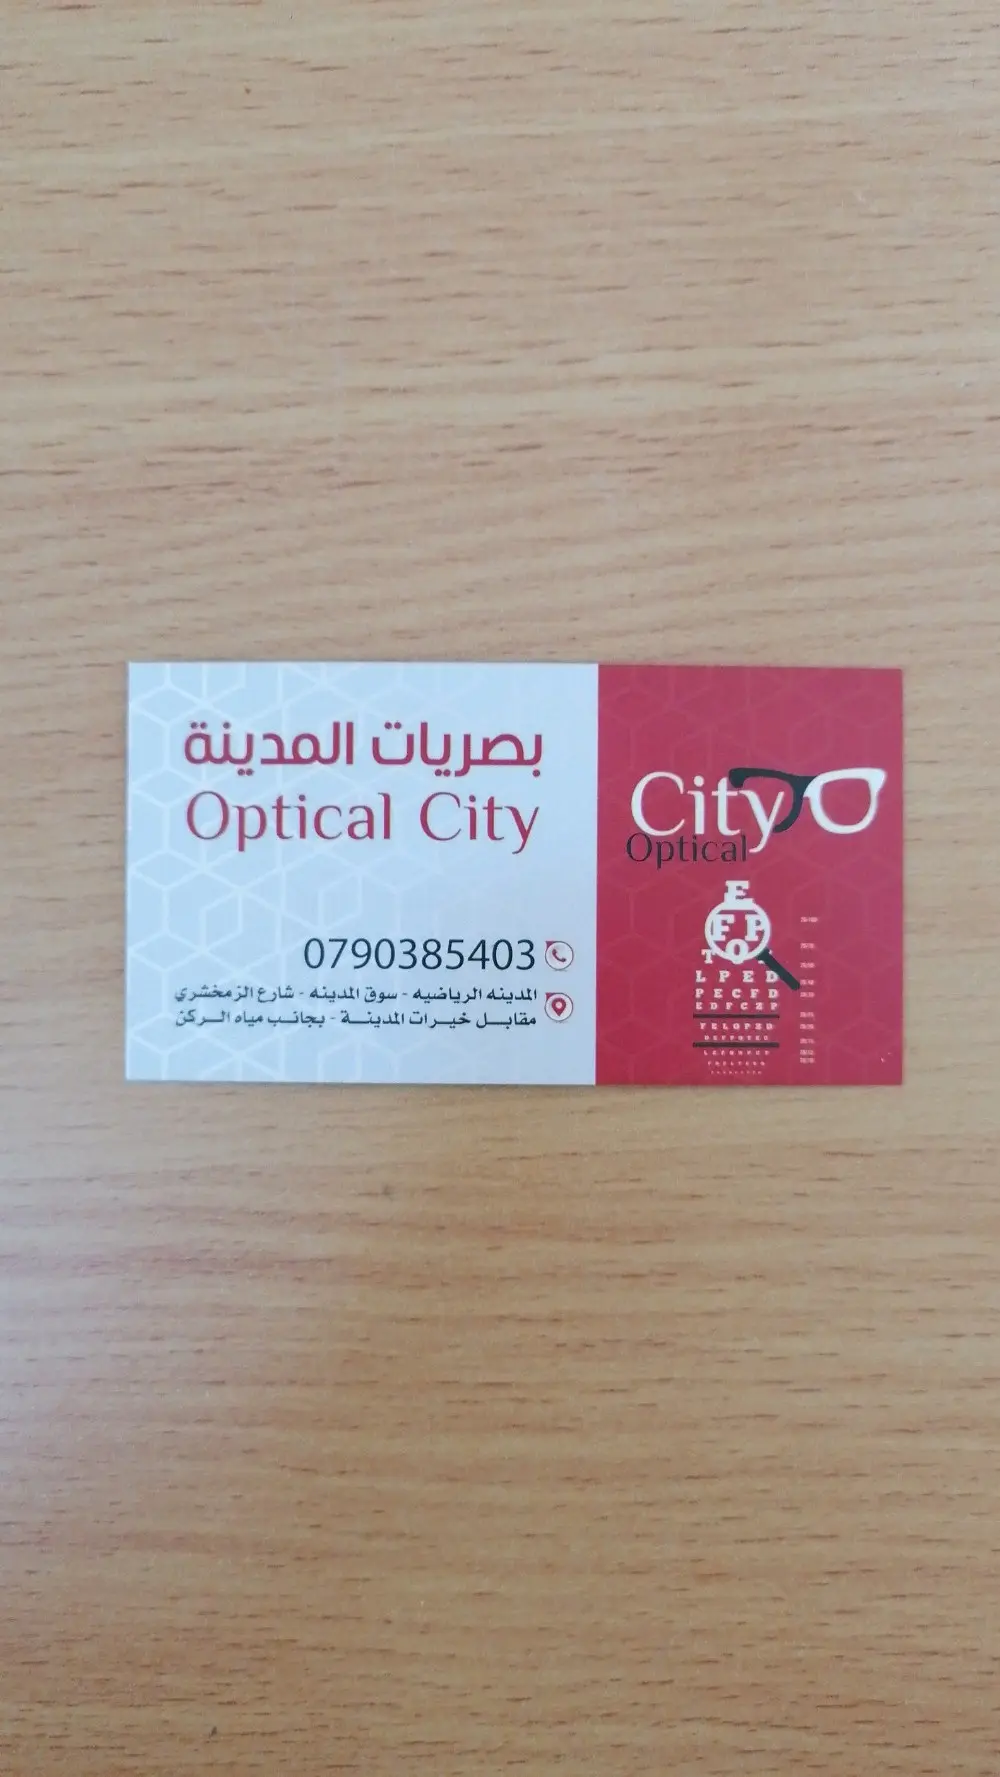 بصريات المدينة
Optical City
0790385403
المدينه الرياضيه - سوق المدينه - شارع الزمخشري
مقابل خيرات المدينة - بجانب مياه الركن
City
Optical
E
F P
T O
L P E D
P E C F D
E D F C Z P
F E L O P Z D
D E F P O T E C